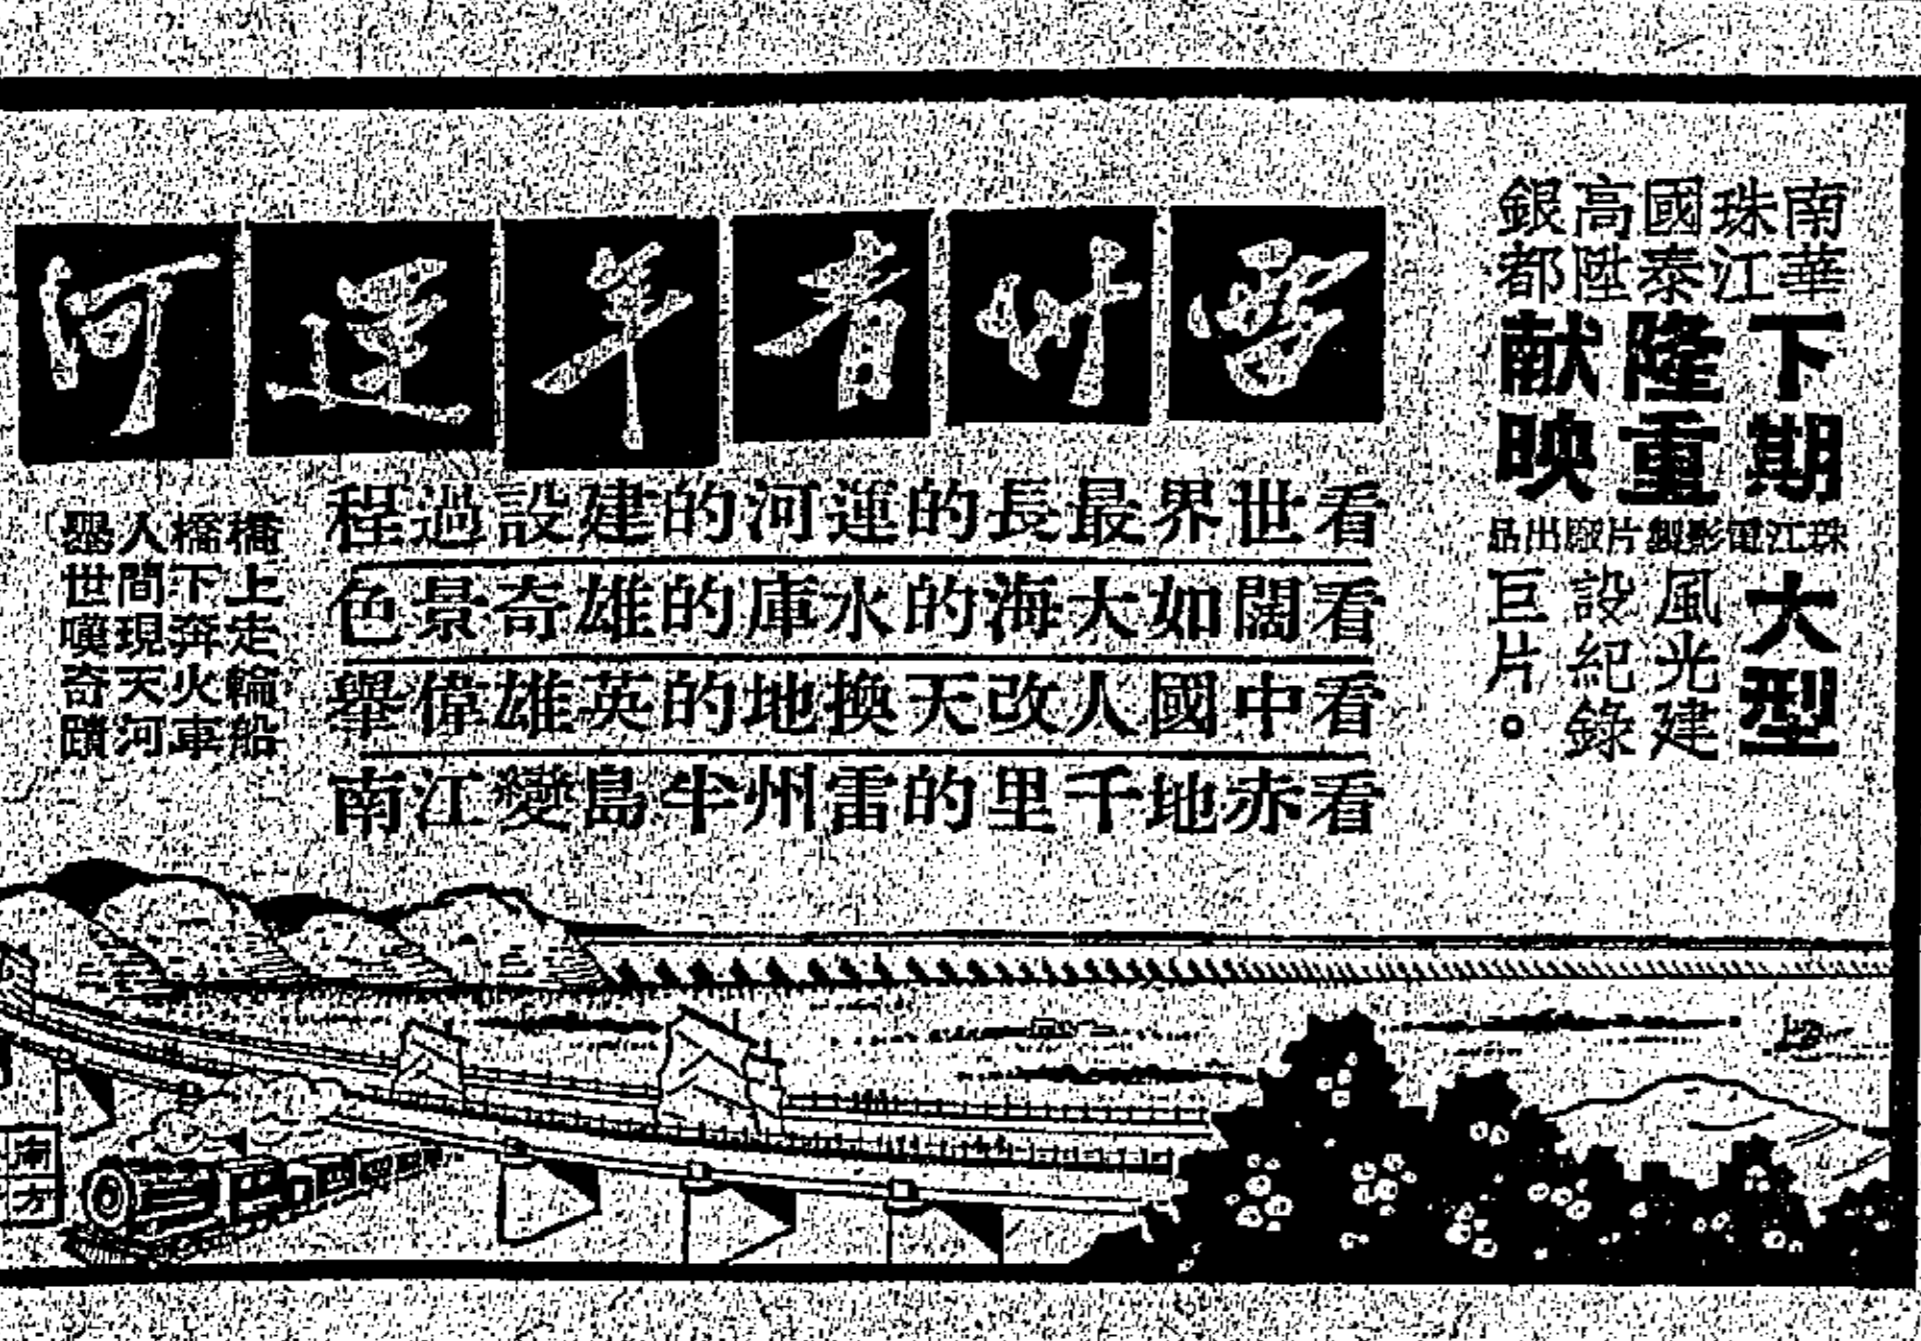 南華
珠江
國泰
高陞
銀都
下期
隆重
献映
珠江電影製片廠出品
大型
風光建
設紀錄
巨片。
雷州青年運河
看世界最長的運河的建設過程
看闊如大海的水庫的雄奇景色
看中國人改天換地的英雄偉舉
看赤地千里的雷州半島變江南
橋上走輪船
橋下奔火車
人間現天河
舉世嘆奇蹟
南方